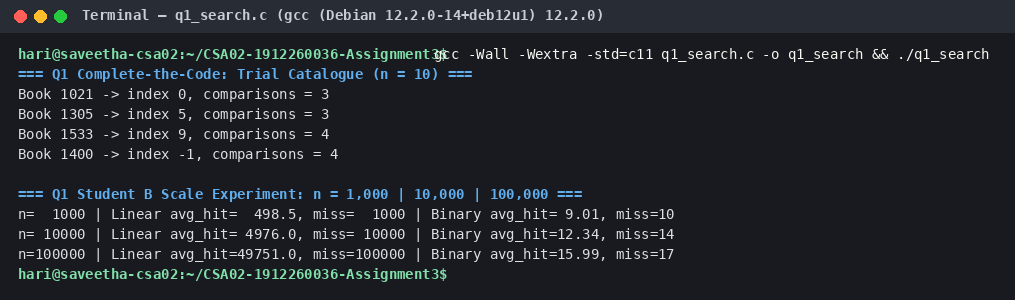 Terminal — q1_search.c (gcc (Debian 12.2.0-14+deb12u1) 12.2.0)
hari@saveetha-csa02:~/CSA02-1912260036-Assignment3$ gcc -Wall -Wextra -std=c11 q1_search.c -o q1_search && ./q1_search
=== Q1 Complete-the-Code: Trial Catalogue (n = 10) ===
Book 1021 -> index 0, comparisons = 3
Book 1305 -> index 5, comparisons = 3
Book 1533 -> index 9, comparisons = 4
Book 1400 -> index -1, comparisons = 4
=== Q1 Student B Scale Experiment: n = 1,000 | 10,000 | 100,000 ===
n=  1000 | Linear avg_hit=  498.5, miss=  1000 | Binary avg_hit= 9.01, miss=10
n= 10000 | Linear avg_hit= 4976.0, miss= 10000 | Binary avg_hit=12.34, miss=14
n=100000 | Linear avg_hit=49751.0, miss=100000 | Binary avg_hit=15.99, miss=17
hari@saveetha-csa02:~/CSA02-1912260036-Assignment3$